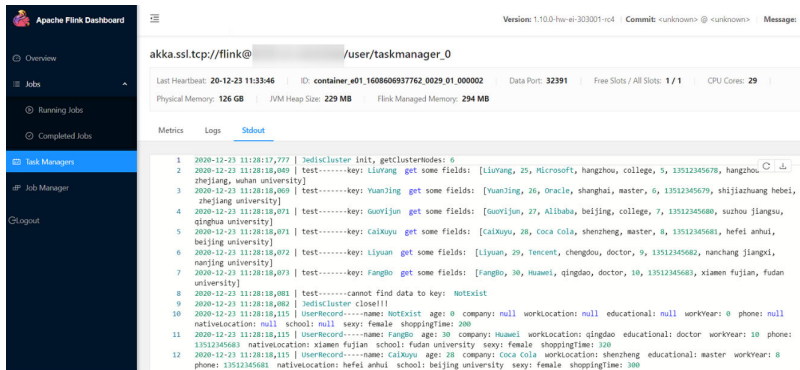 Apache Flink Dashboard
Version: 1.10.0-hw-ei-303001-rc4 Commit: <unknown> @ <unknown> Message:
Overview
Jobs
Running Jobs
Completed Jobs
Task Managers
Job Manager
Logout
akka.ssl.tcp://flink@ /user/taskmanager_0
Last Heartbeat: 20-12-23 11:33:46 ID: container_e01_1608606937762_0029_01_000002 Data Port: 32391 Free Slots / All Slots: 1 / 1 CPU Cores: 29
Physical Memory: 126 GB JVM Heap Size: 229 MB Flink Managed Memory: 294 MB
Metrics Logs Stdout
1 2020-12-23 11:28:17,777 | JedisCluster init, getClusterNodes: 6
2 2020-12-23 11:28:18,049 | test-------key: LiuYang get some fields: [LiuYang, 25, Microsoft, hangzhou, college, 5, 13512345678, hangzhou
zhejiang, wuhan university]
3 2020-12-23 11:28:18,069 | test-------key: YuanJing get some fields: [YuanJing, 26, Oracle, shanghai, master, 6, 13512345679, shijiazhuang hebei,
zhejiang university]
4 2020-12-23 11:28:18,071 | test-------key: GuoYijun get some fields: [GuoYijun, 27, Alibaba, beijing, college, 7, 13512345680, suzhou jiangsu,
qinghua university]
5 2020-12-23 11:28:18,071 | test-------key: CaiXuyu get some fields: [CaiXuyu, 28, Coca Cola, shenzheng, master, 8, 13512345681, hefei anhui,
beijing university]
6 2020-12-23 11:28:18,072 | test-------key: Liyuan get some fields: [Liyuan, 29, Tencent, chengdou, doctor, 9, 13512345682, nanchang jiangxi,
nanjing university]
7 2020-12-23 11:28:18,073 | test-------key: FangBo get some fields: [FangBo, 30, Huawei, qingdao, doctor, 10, 13512345683, xiamen fujian, fudan
university]
8 2020-12-23 11:28:18,081 | test-------cannot find data to key: NotExist
9 2020-12-23 11:28:18,082 | JedisCluster close!!!
10 2020-12-23 11:28:18,115 | UserRecord-----name: NotExist age: 0 company: null workLocation: null educational: null workYear: 0 phone: null
nativeLocation: null school: null sexy: female shoppingTime: 200
11 2020-12-23 11:28:18,115 | UserRecord-----name: FangBo age: 30 company: Huawei workLocation: qingdao educational: doctor workYear: 10 phone:
13512345683 nativeLocation: xiamen fujian school: fudan university sexy: female shoppingTime: 320
12 2020-12-23 11:28:18,115 | UserRecord-----name: CaiXuyu age: 28 company: Coca Cola workLocation: shenzheng educational: master workYear: 8
phone: 13512345681 nativeLocation: hefei anhui school: beijing university sexy: female shoppingTime: 300